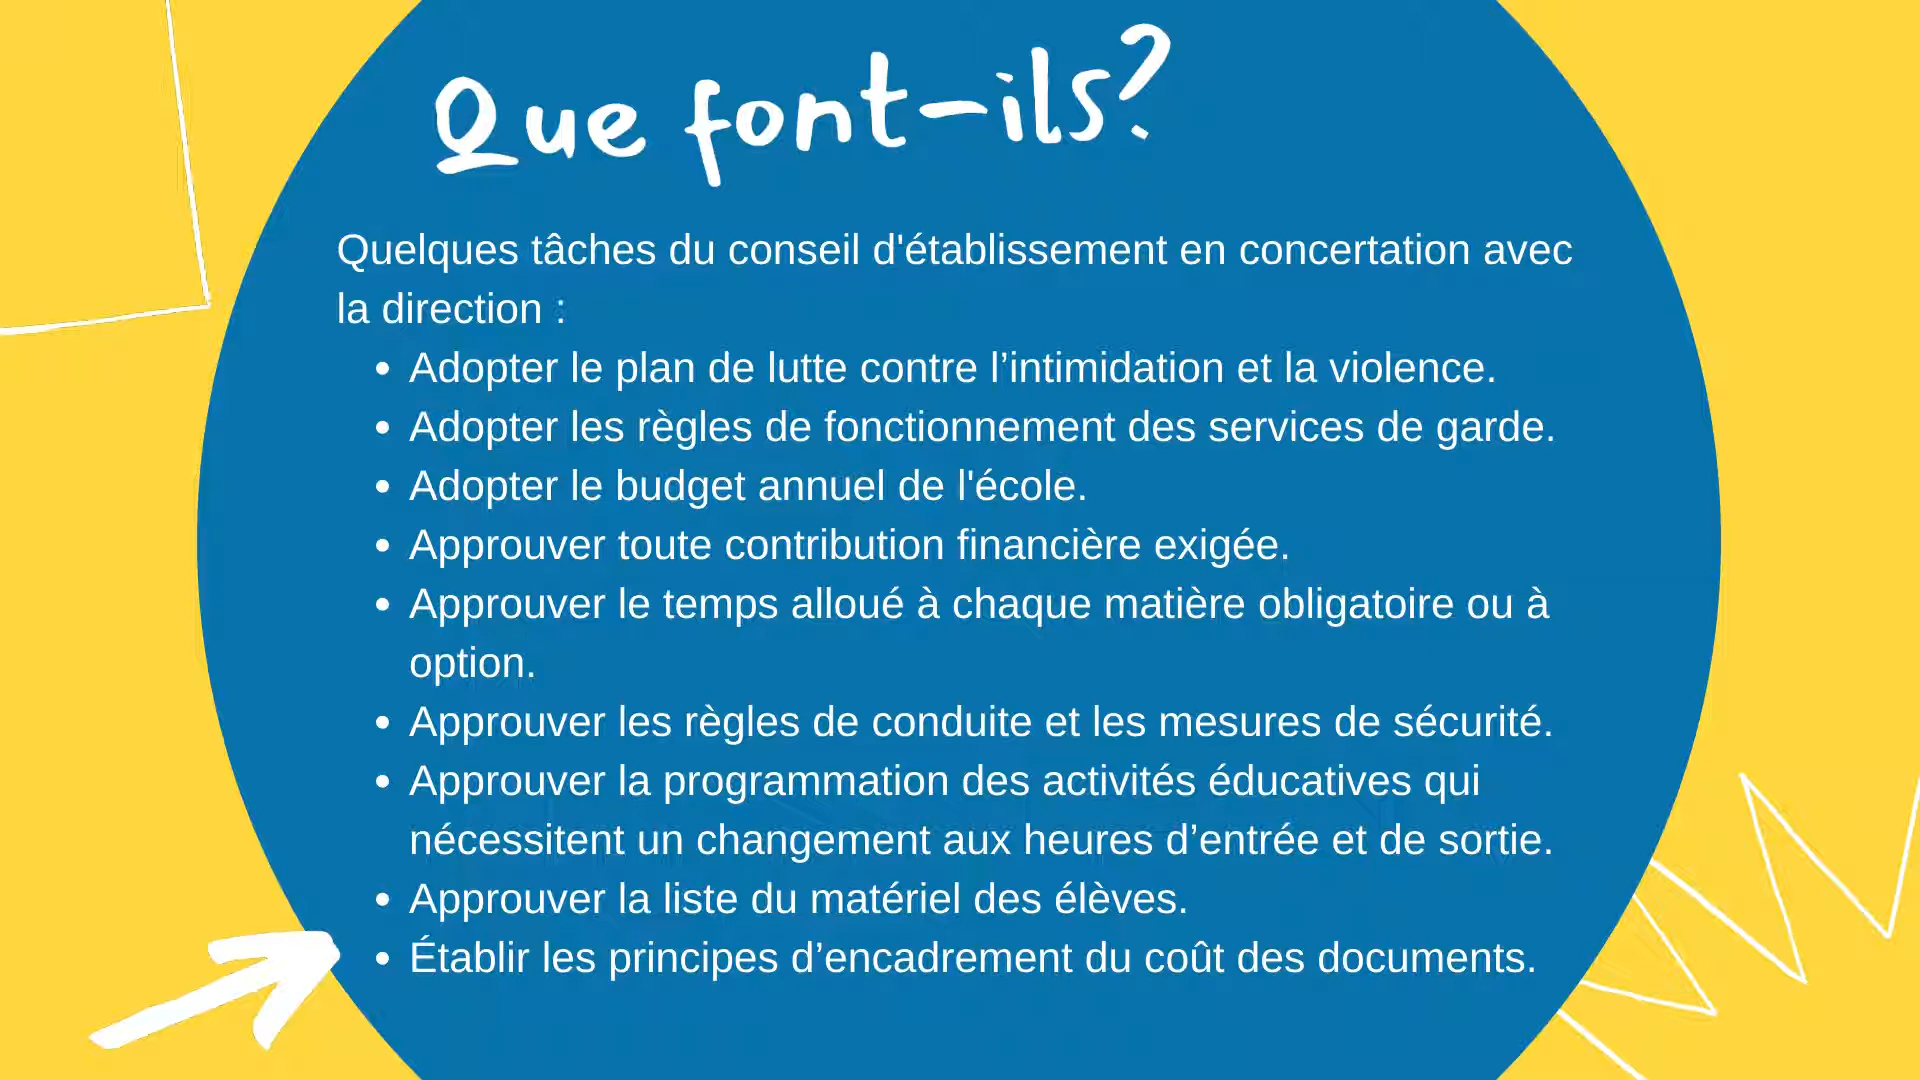 Que font-ils?
Quelques tâches du conseil d'établissement en concertation avec
la direction :
• Adopter le plan de lutte contre l’intimidation et la violence.
• Adopter les règles de fonctionnement des services de garde.
• Adopter le budget annuel de l'école.
• Approuver toute contribution financière exigée.
• Approuver le temps alloué à chaque matière obligatoire ou à
option.
• Approuver les règles de conduite et les mesures de sécurité.
• Approuver la programmation des activités éducatives qui
nécessitent un changement aux heures d’entrée et de sortie.
• Approuver la liste du matériel des élèves.
• Établir les principes d’encadrement du coût des documents.